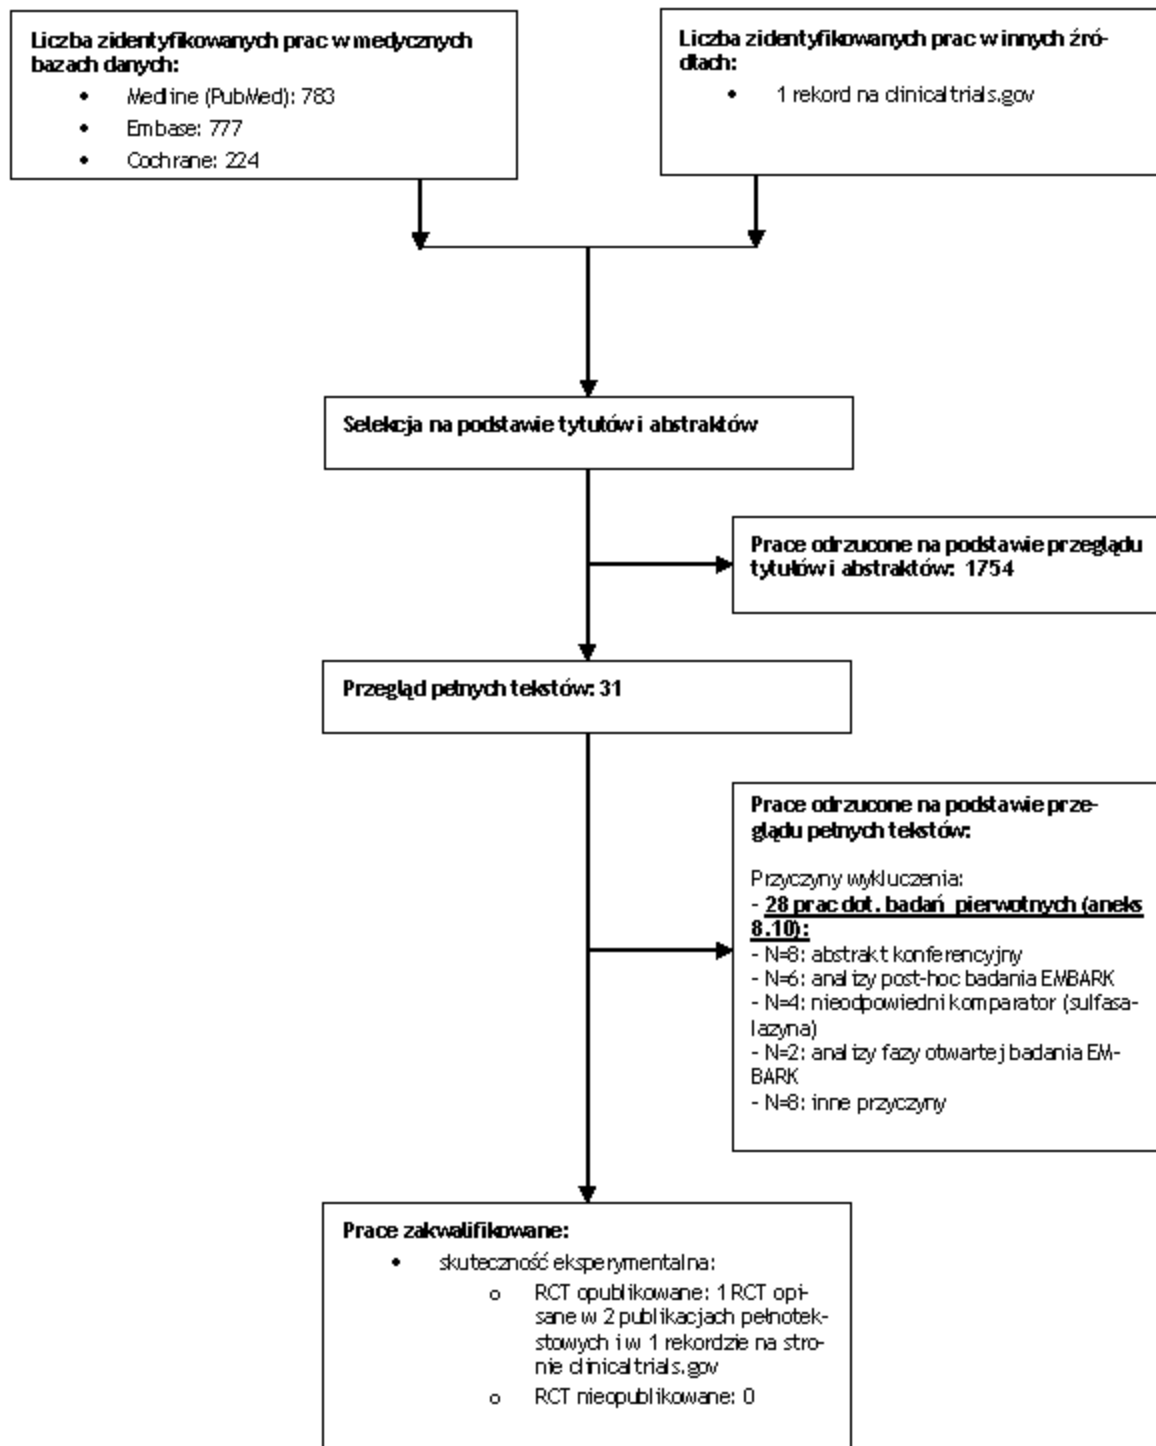 Liczba zidentyfikowanych prac w medycznych
bazach danych:
• Medline (PubMed): 783
• Embase: 777
• Cochrane: 224
Liczba zidentyfikowanych prac w innych źró-
dłach:
• 1 rekord na clinicaltrials.gov
Selekcja na podstawie tytułów i abstraktów
Prace odrzucone na podstawie przeglądu
tytułów i abstraktów: 1754
Przegląd pełnych tekstów: 31
Prace odrzucone na podstawie prze-
glądu pełnych tekstów:
Przyczyny wykluczenia:
- 28 prac dot. badań pierwotnych (aneks
8.10):
- N=8: abstrakt konferencyjny
- N=6: analizy post-hoc badania EMBARK
- N=4: nieodpowiedni komparator (sulfasa-
lazyna)
- N=2: analizy fazy otwartej badania EM-
BARK
- N=8: inne przyczyny
Prace zakwalifikowane:
• skuteczność eksperymentalna:
o RCT opublikowane: 1 RCT opi-
sane w 2 publikacjach pełnotek-
stowych i w 1 rekordzie na stro-
nie clinicaltrials.gov
o RCT nieopublikowane: 0